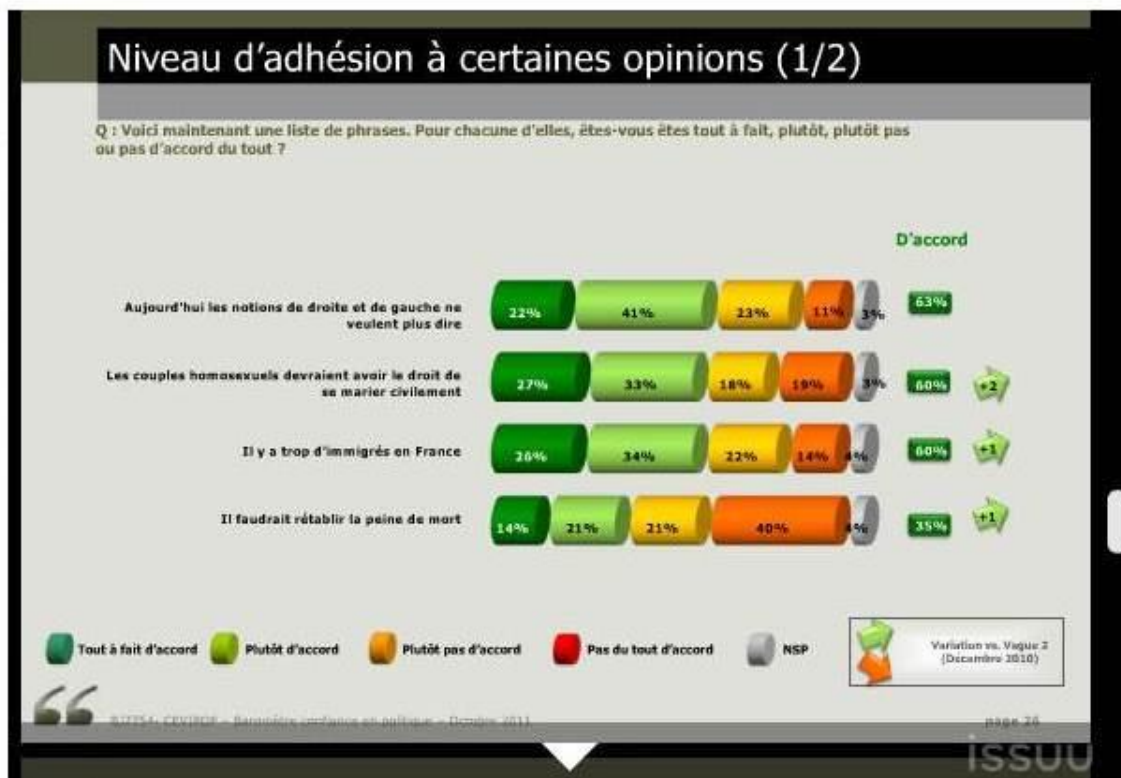 Niveau d'adhésion à certaines opinions (1/2)
Q : Voici maintenant une liste de phrases. Pour chacune d'elles, êtes-vous êtes tout à fait, plutôt, plutôt pas
ou pas d'accord du tout ?
D'accord
Aujourd'hui les notions de droite et de gauche ne
veulent plus dire
22% 41% 23% 11% 3% 63%
Les couples homosexuels devraient avoir le droit de
se marier civilement
27% 33% 18% 19% 3% 60% +2
Il y a trop d'immigrés en France
26% 34% 22% 14% 4% 60% +1
Il faudrait rétablir la peine de mort
14% 21% 21% 40% 4% 35% +1
Tout à fait d'accord Plutôt d'accord Plutôt pas d'accord Pas du tout d'accord NSP
Variation vs. Vague 2
(Décembre 2010)
Baromètre confiance en politique – Octobre 2011
page 26
issuu